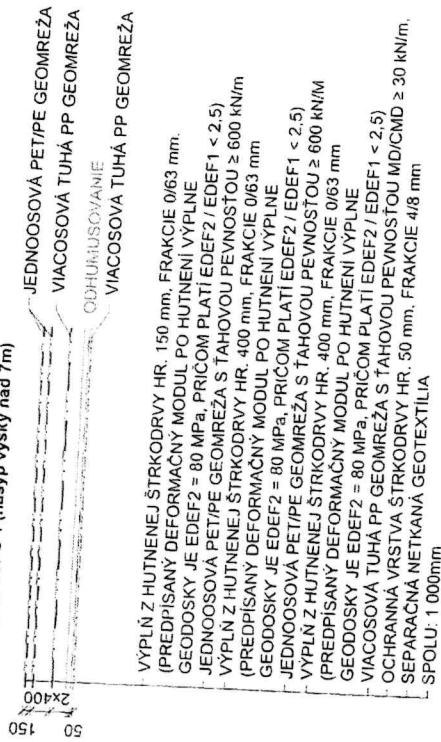 (násyp výšky nad 7m)
JEDNOOSOVÁ PET/PE GEOMREŽA
VIACOSOVÁ TUHÁ PP GEOMREŽA
ODHUMUSOVANIE
VIACOSOVÁ TUHÁ PP GEOMREŽA
150
2x400
50
VÝPLŇ Z HUTNENEJ ŠTRKODRVY HR. 150 mm, FRAKCIE 0/63 mm.
(PREDPÍSANÝ DEFORMAČNÝ MODUL PO HUTNENÍ VÝPLNE
GEODOSKY JE EDEF2 = 80 MPa, PRIČOM PLATÍ EDEF2 / EDEF1 < 2,5)
JEDNOOSOVÁ PET/PE GEOMREŽA S ŤAHOVOU PEVNOSŤOU ≥ 600 kN/m
VÝPLŇ Z HUTNENEJ ŠTRKODRVY HR. 400 mm, FRAKCIE 0/63 mm
(PREDPÍSANÝ DEFORMAČNÝ MODUL PO HUTNENÍ VÝPLNE
GEODOSKY JE EDEF2 = 80 MPa, PRIČOM PLATÍ EDEF2 / EDEF1 < 2,5)
JEDNOOSOVÁ PET/PE GEOMREŽA S ŤAHOVOU PEVNOSŤOU ≥ 600 kN/M
VÝPLŇ Z HUTNENEJ ŠTRKODRVY HR. 400 mm, FRAKCIE 0/63 mm
(PREDPÍSANÝ DEFORMAČNÝ MODUL PO HUTNENÍ VÝPLNE
GEODOSKY JE EDEF2 = 80 MPa, PRIČOM PLATÍ EDEF2 / EDEF1 < 2,5)
VIACOSOVÁ TUHÁ PP GEOMREŽA S ŤAHOVOU PEVNOSŤOU MD/CMD ≥ 30 kN/m,
OCHRANNÁ VRSTVA ŠTRKODRVY HR. 50 mm, FRAKCIE 4/8 mm
SEPARAČNÁ NETKANÁ GEOTEXTÍLIA
SPOLU: 1 000mm